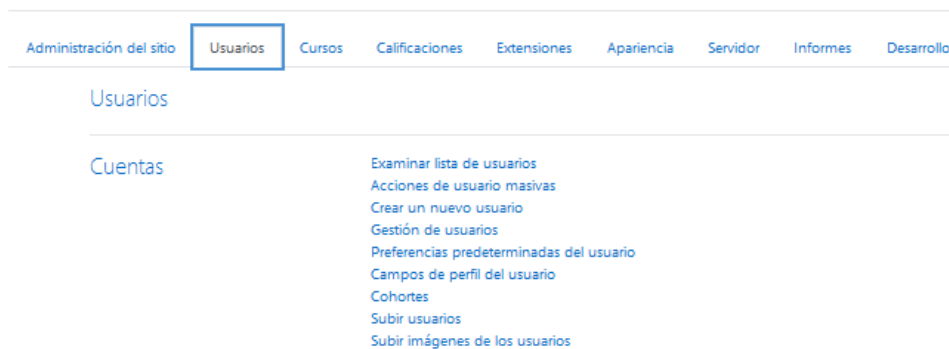 Administración del sitio Usuarios Cursos Calificaciones Extensiones Apariencia Servidor Informes Desarrollo
Usuarios
Cuentas
Examinar lista de usuarios
Acciones de usuario masivas
Crear un nuevo usuario
Gestión de usuarios
Preferencias predeterminadas del usuario
Campos de perfil del usuario
Cohortes
Subir usuarios
Subir imágenes de los usuarios